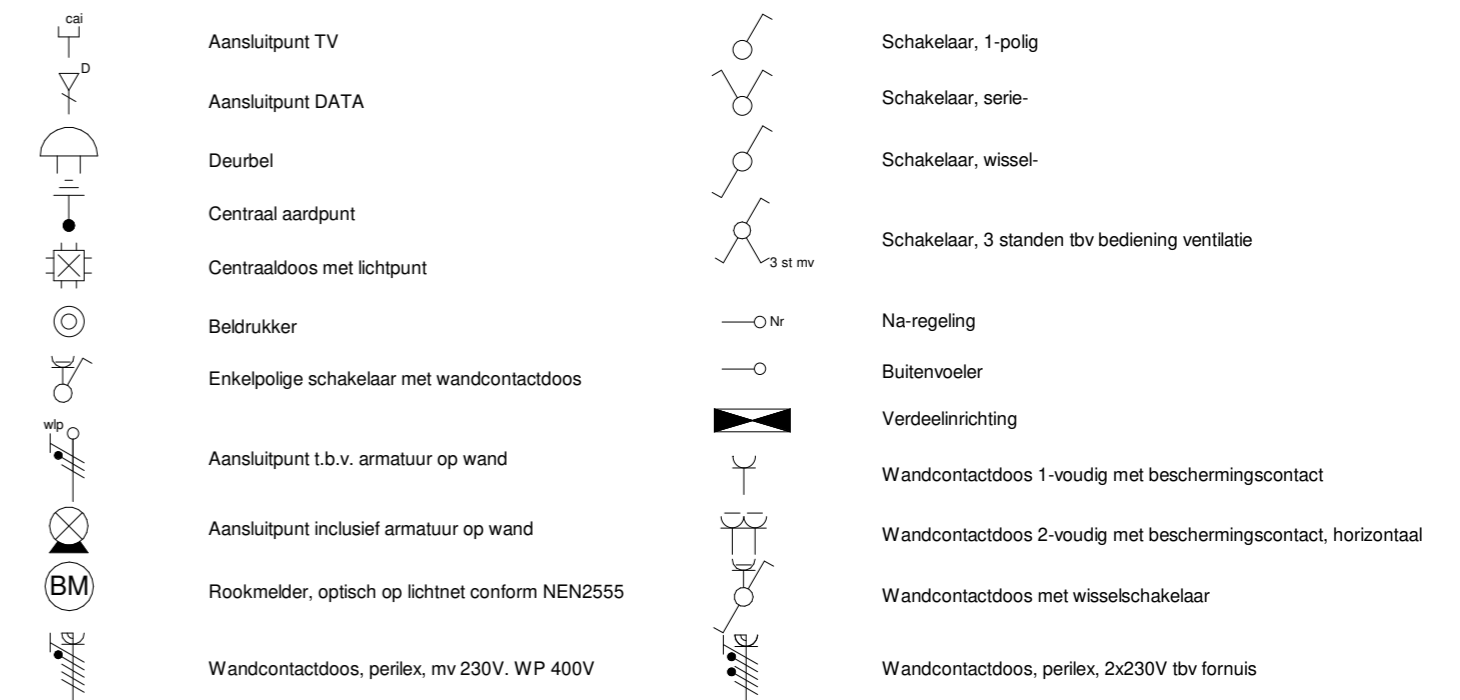 cai
Aansluitpunt TV
D
Aansluitpunt DATA
Deurbel
Centraal aardpunt
Centraaldoos met lichtpunt
Beldrukker
Enkelpolige schakelaar met wandcontactdoos
wlp
Aansluitpunt t.b.v. armatuur op wand
Aansluitpunt inclusief armatuur op wand
BM
Rookmelder, optisch op lichtnet conform NEN2555
Wandcontactdoos, perilex, mv 230V. WP 400V
Schakelaar, 1-polig
Schakelaar, serie-
Schakelaar, wissel-
Schakelaar, 3 standen tbv bediening ventilatie
3 st mv
Nr
Na-regeling
Buitenvoeler
Verdeelinrichting
Wandcontactdoos 1-voudig met beschermingscontact
Wandcontactdoos 2-voudig met beschermingscontact, horizontaal
Wandcontactdoos met wisselschakelaar
Wandcontactdoos, perilex, 2x230V tbv fornuis